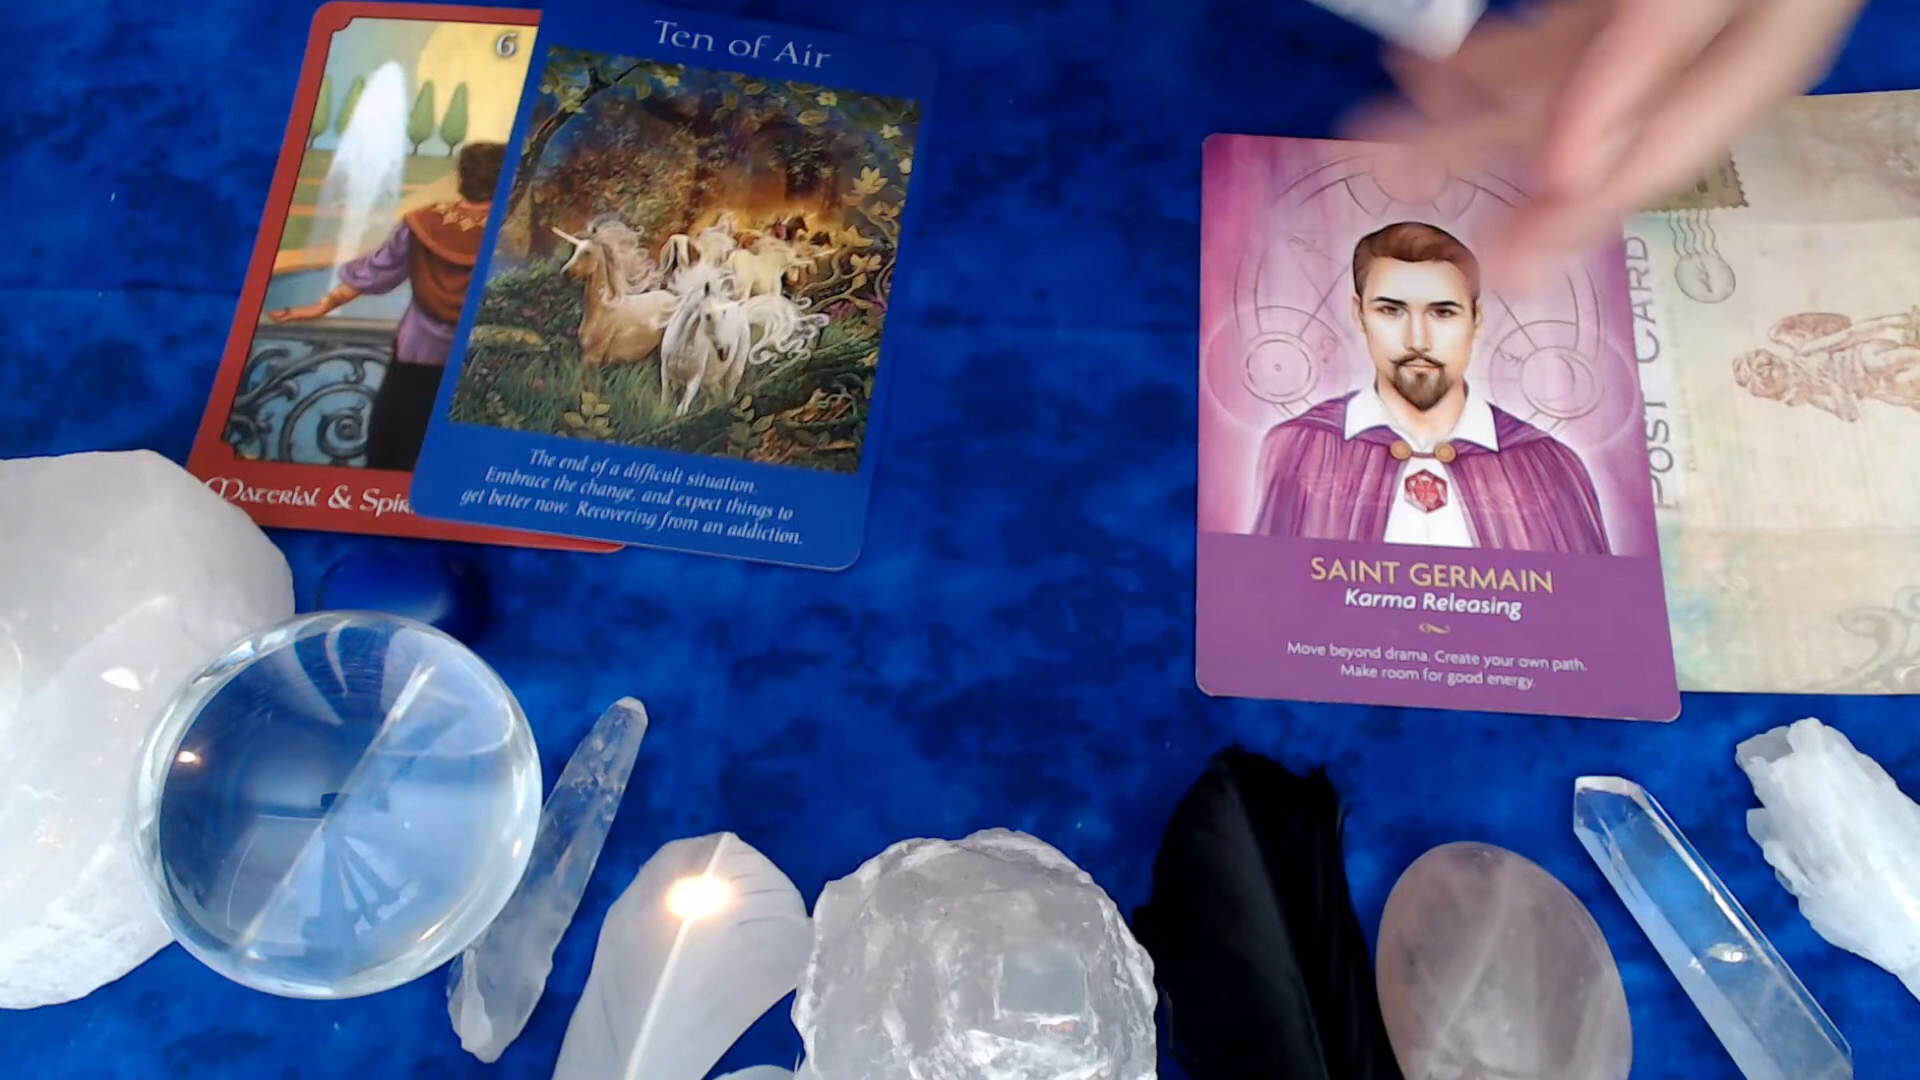 6
Material & Spir
Ten of Air
The end of a difficult situation.
Embrace the change, and expect things to
get better now. Recovering from an addiction.
SAINT GERMAIN
Karma Releasing
Move beyond drama. Create your own path.
Make room for good energy.
POST CARD